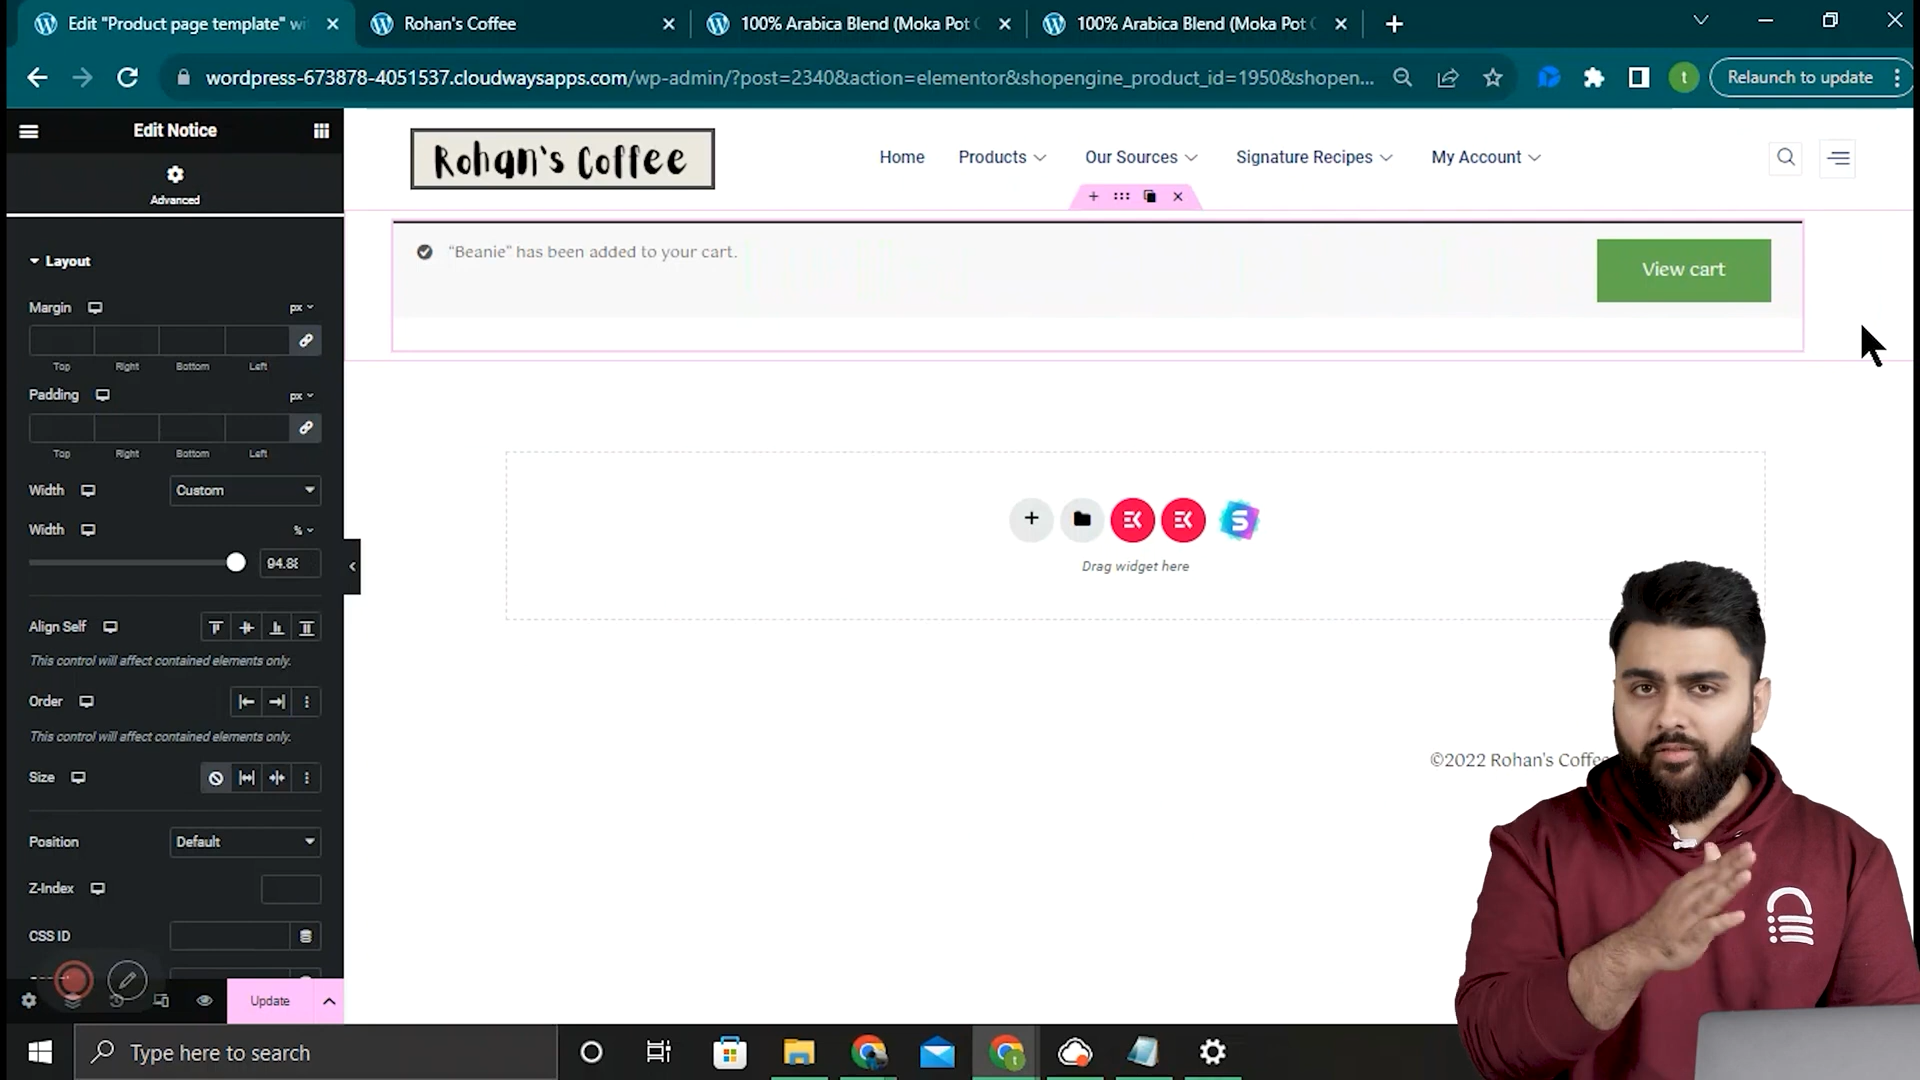 Edit "Product page template" wi
Rohan's Coffee
100% Arabica Blend (Moka Pot
100% Arabica Blend (Moka Pot
wordpress-673878-4051537.cloudwaysapps.com/wp-admin/?post=2340&action=elementor&shopengine_product_id=1950&shopen...
t
Relaunch to update
Edit Notice
Advanced
Layout
Margin
px
Top Right Bottom Left
Padding
px
Top Right Bottom Left
Width
Custom
Width
%
94.88
Align Self
This control will affect contained elements only.
Order
This control will affect contained elements only.
Size
Position
Default
Z-Index
CSS ID
Update
Rohan's Coffee
Home Products Our Sources Signature Recipes My Account
“Beanie” has been added to your cart.
View cart
EK EK S
Drag widget here
©2022 Rohan's Coffee
Type here to search
t